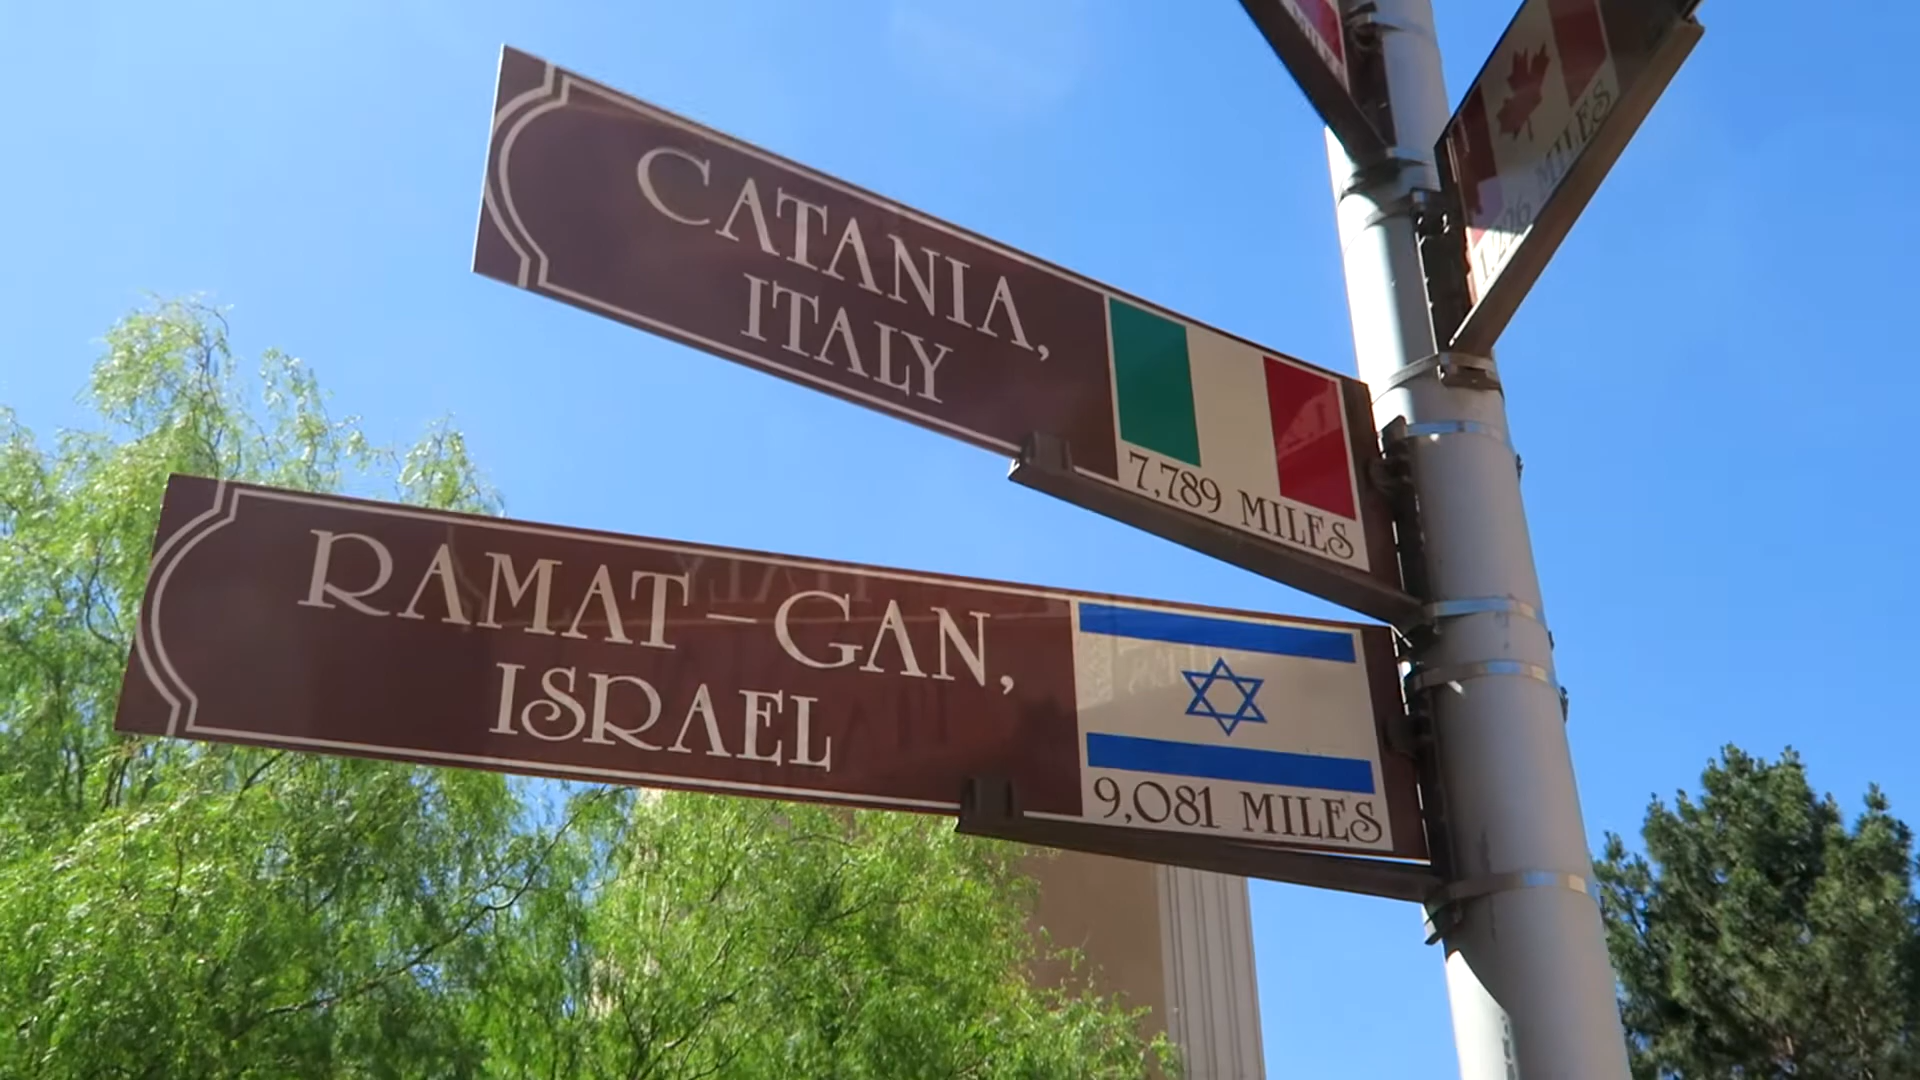 CATANIA,
ITALY
7,789 MILES
RAMAT-GAN,
ISRAEL
9,081 MILES
MILES